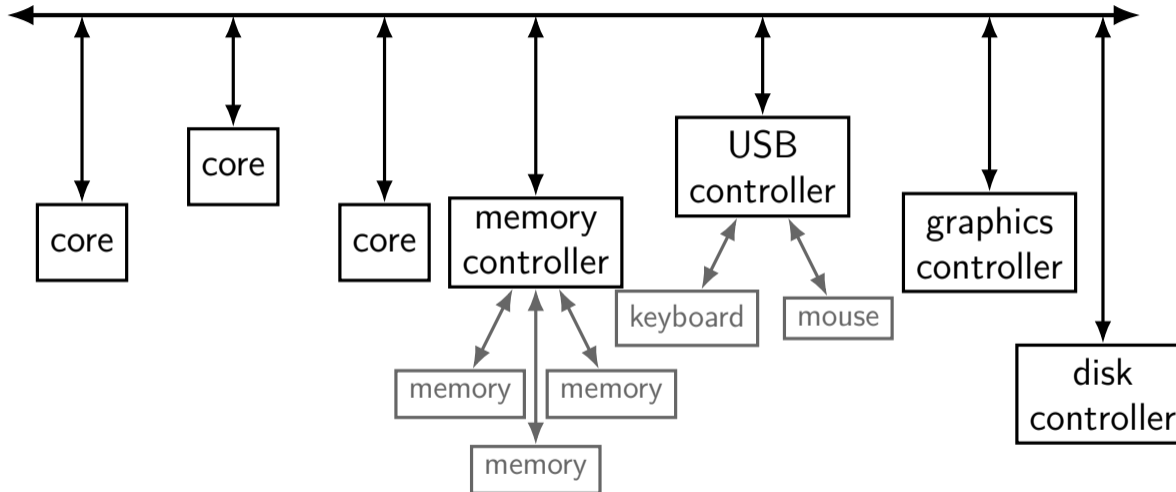 core
core
core
memory
controller
USB
controller
graphics
controller
keyboard
mouse
memory
memory
memory
disk
controller